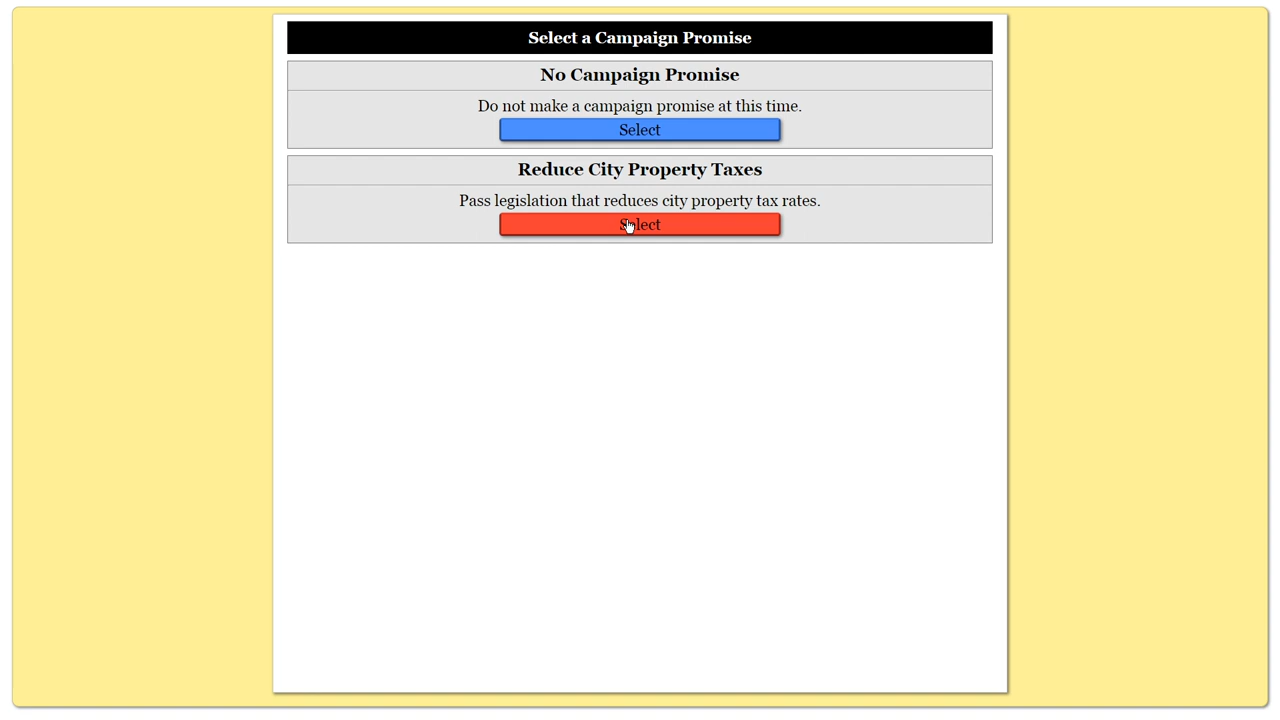 Select a Campaign Promise
No Campaign Promise
Do not make a campaign promise at this time.
Select
Reduce City Property Taxes
Pass legislation that reduces city property tax rates.
Select